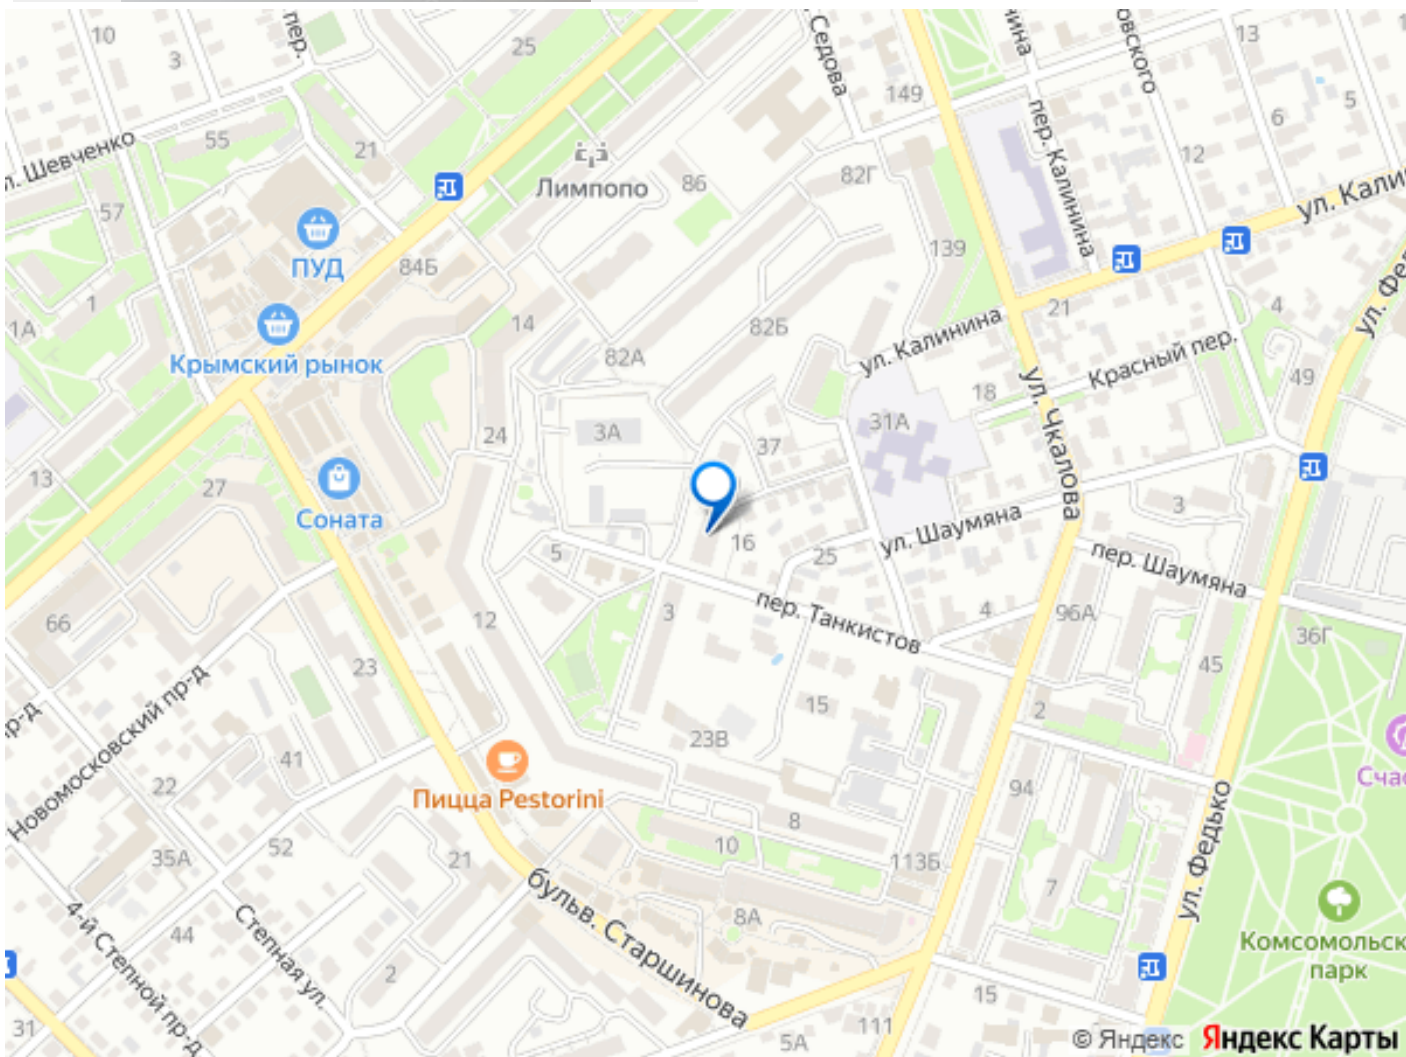 10
3
пер.
25
Седова
149
13
5
6
л. Шевченко
55
21
Лимпопо
86
82Г
пер. Калинина
12
ул. Кали
57
ПУД
84Б
139
1
1А
14
82Б
82А
ул. Калинина
21
4
ул. Фе
Крымский рынок
Красный пер.
18
49
ул. Чкалова
31А
24
3А
37
13
27
Соната
16
25
ул. Шаумяна
3
5
пер. Шаумяна
пер. Танкистов
66
12
3
4
96А
36Г
23
45
Новомосковский пр-д
пр-д
15
2
23В
41
22
Пицца Pestorini
94
Счас
8
ул. Федько
35А
52
21
10
113Б
7
бульв. Старшинова
8А
44
4-й Степной пр-д
Степная ул.
2
Комсомольск
парк
15
31
5А
111
© Яндекс Яндекс Карты